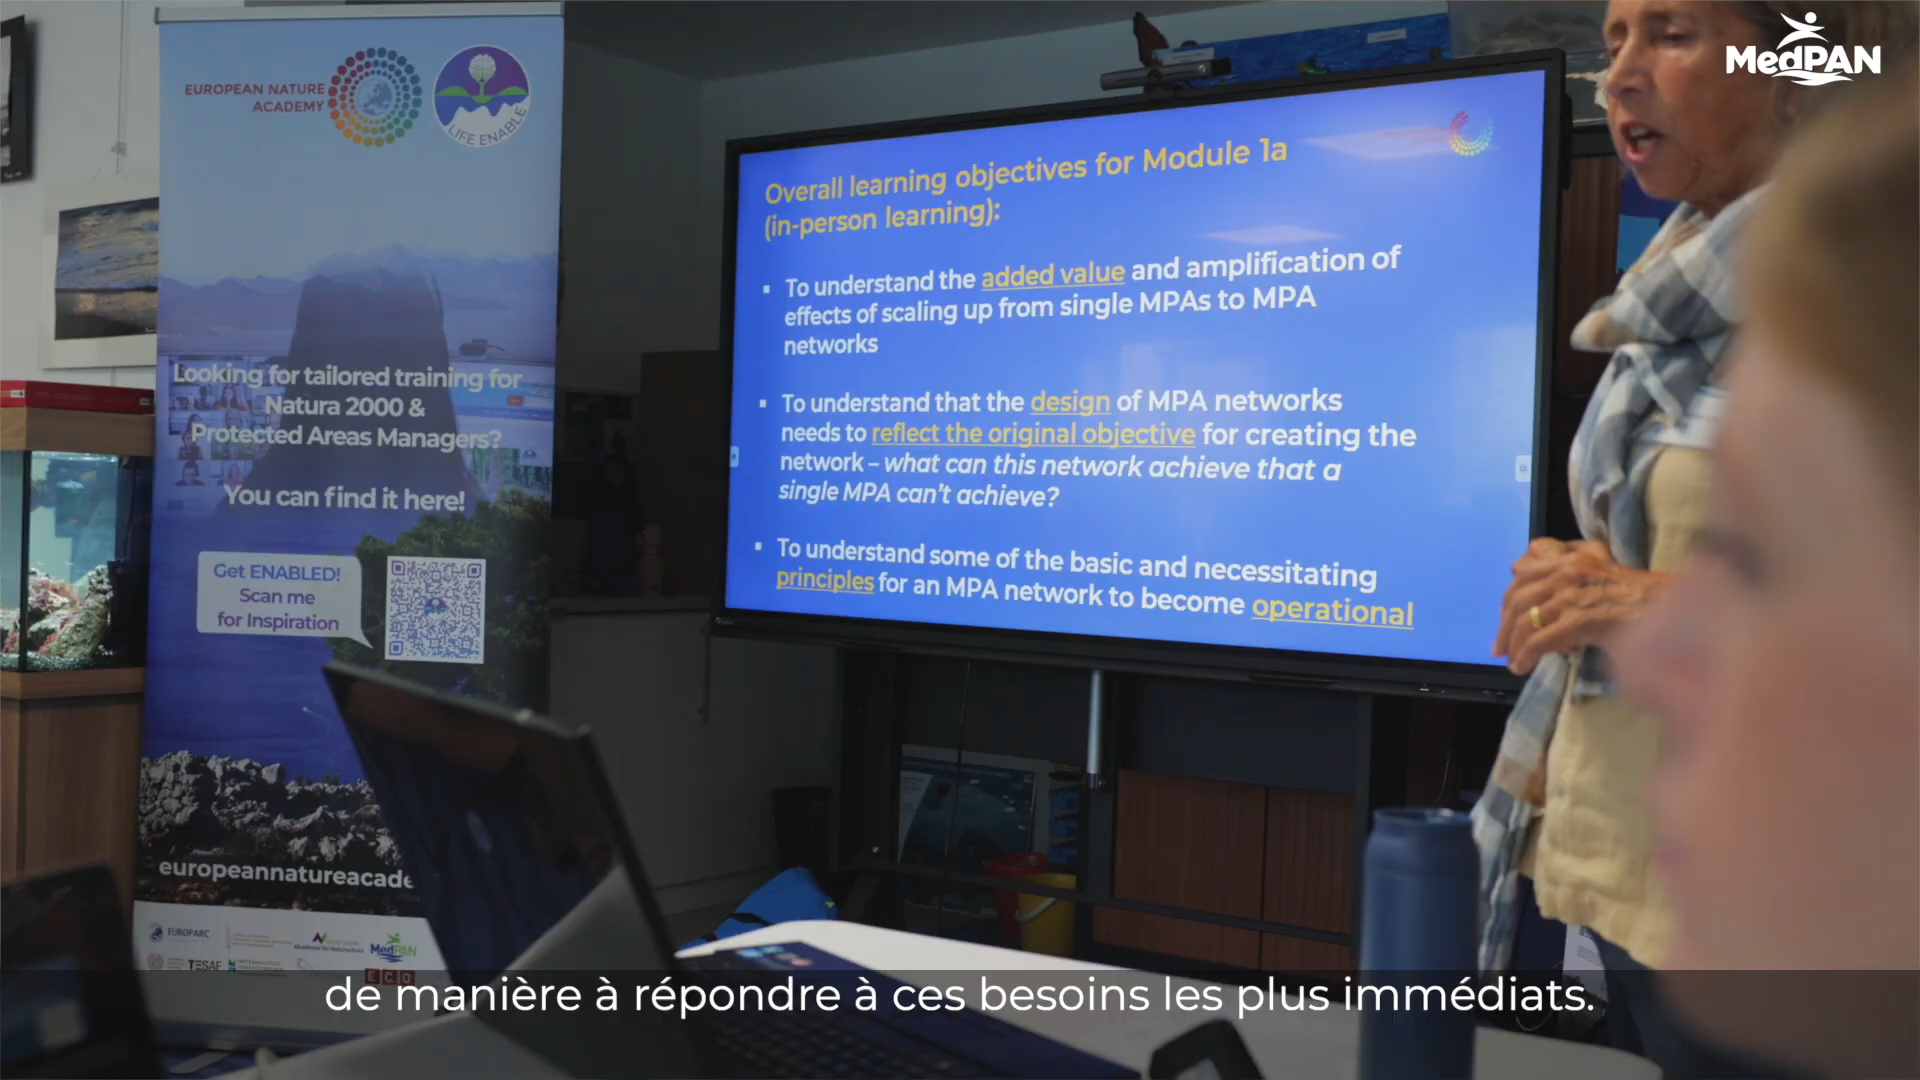 MedPAN
EUROPEAN NATURE
ACADEMY
LIFE ENABLE
Looking for tailored training for
Natura 2000 &
Protected Areas Managers?
You can find it here!
Get ENABLED!
Scan me
for Inspiration
europeannatureacade
EUROPARC
MedPAN
TESAF
ECO
Overall learning objectives for Module 1a
(in-person learning):
▪ To understand the added value and amplification of
effects of scaling up from single MPAs to MPA
networks
▪ To understand that the design of MPA networks
needs to reflect the original objective for creating the
network – what can this network achieve that a
single MPA can't achieve?
▪ To understand some of the basic and necessitating
principles for an MPA network to become operational
de manière à répondre à ces besoins les plus immédiats.